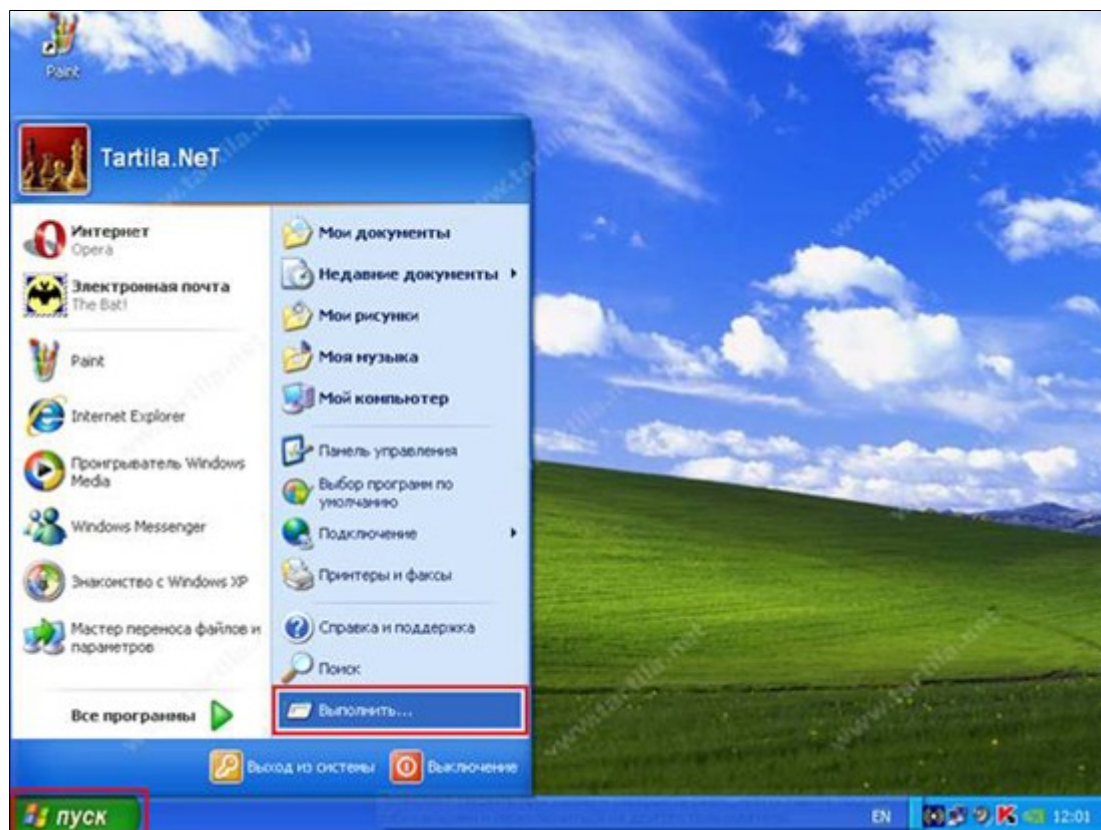 Paint
Tartila.NeT
Интернет
Opera
Электронная почта
The Bat!
Paint
Internet Explorer
Проигрыватель Windows
Media
Windows Messenger
Знакомство с Windows XP
Мастер переноса файлов и
параметров
Все программы
Мои документы
Недавние документы
Мои рисунки
Моя музыка
Мой компьютер
Панель управления
Выбор программ по
умолчанию
Подключение
Принтеры и факсы
Справка и поддержка
Поиск
Выполнить...
Выход из системы
Выключение
пуск
EN
12:01
www.tartila.net